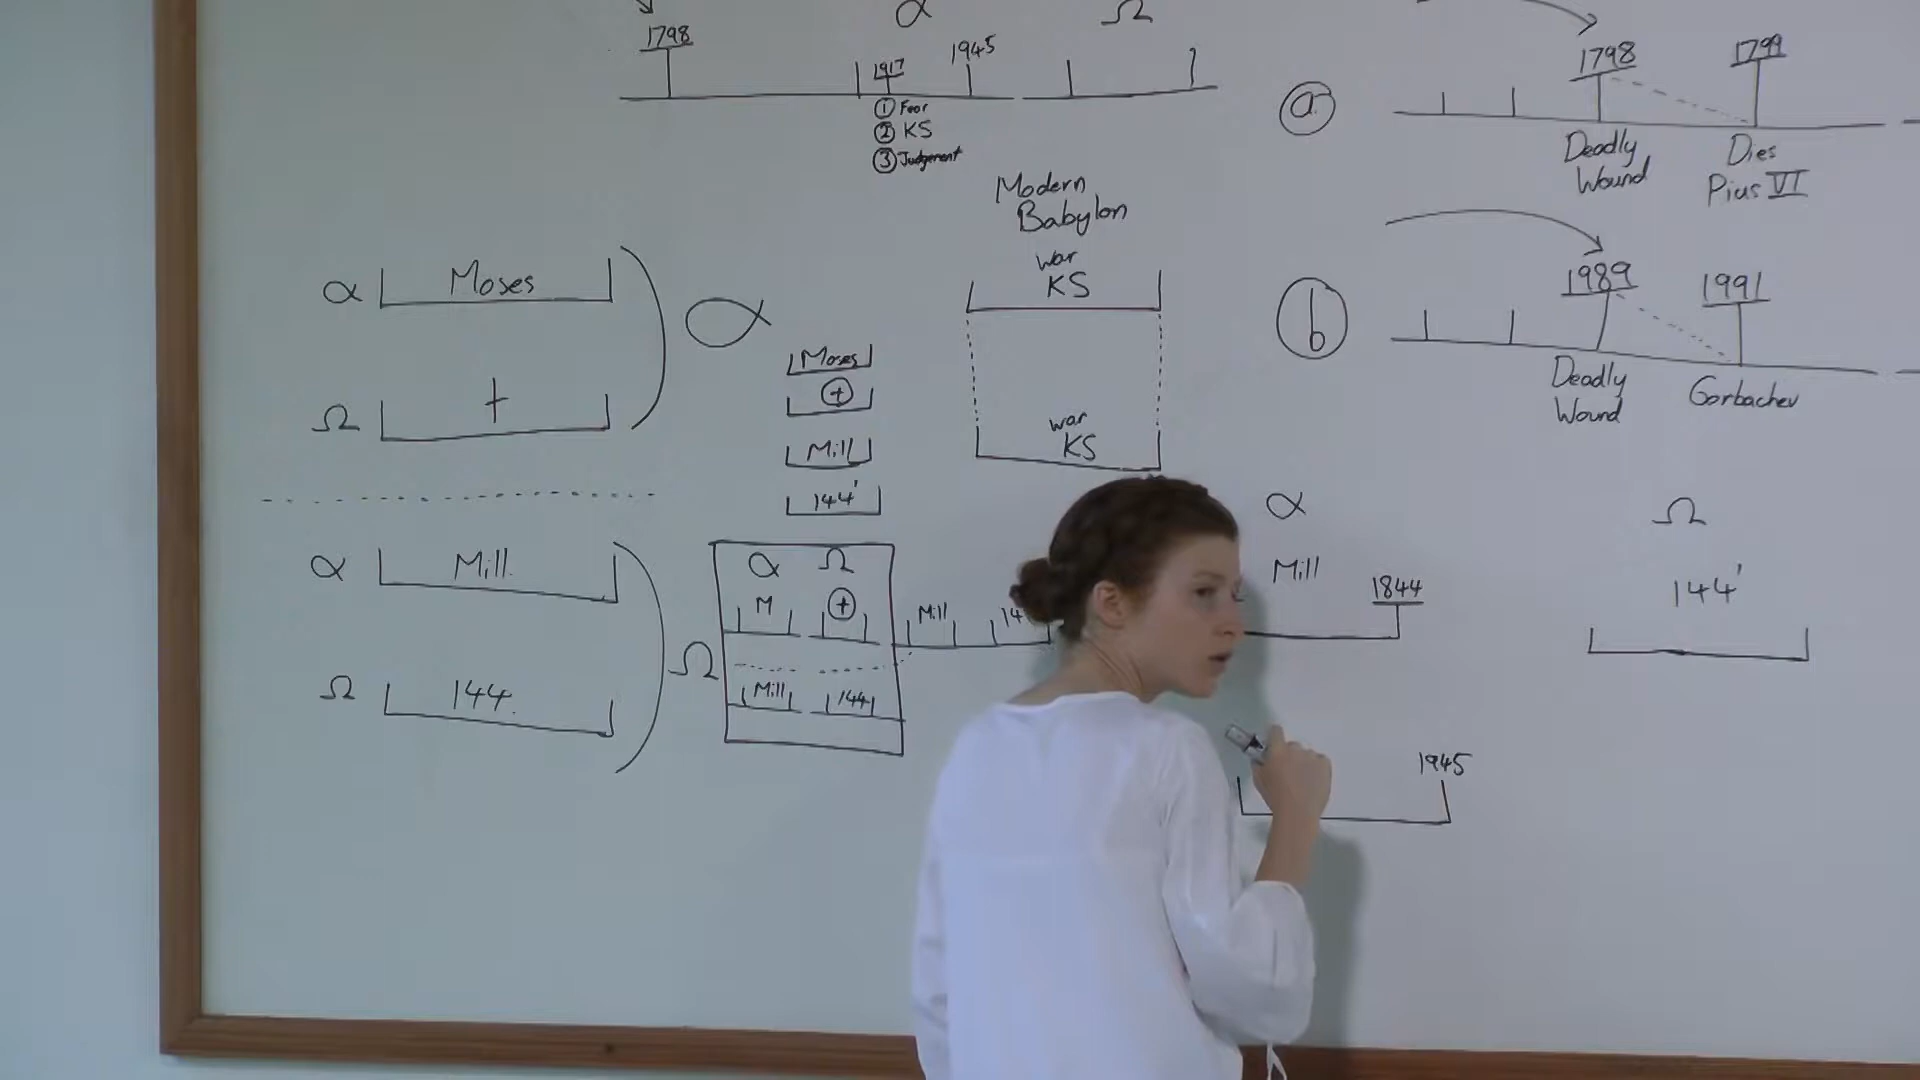 α
Ω
1798
1917
1945
① Fear
② KS
③ Judgement
a
1798
1799
Deadly
Wound
Dies
Pius VI
Modern
Babylon
war
KS
war
KS
b
1989
1991
Deadly
Wound
Gorbachev
α
Moses
Ω
+
α
Moses
+
Mill
144'
α
Mill
Ω
144
Ω
α
Ω
M
+
Mill
Mill
144
α
Mill
1844
Ω
144'
1945